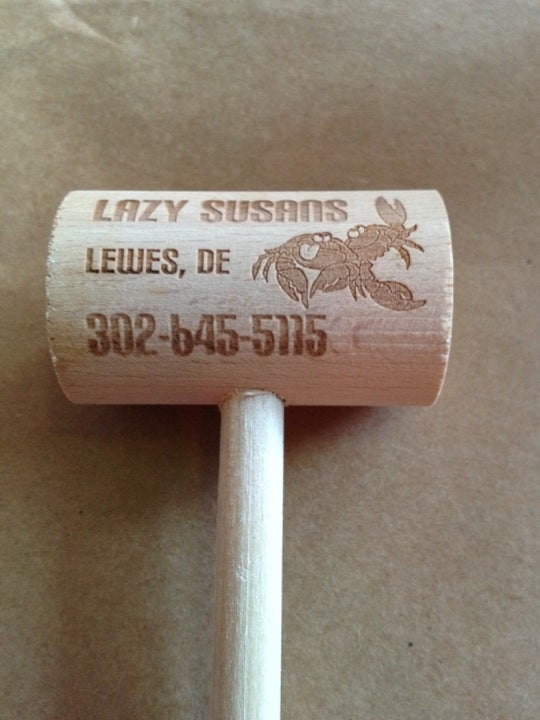 LAZY SUSANS
LEWES, DE
302-645-5115